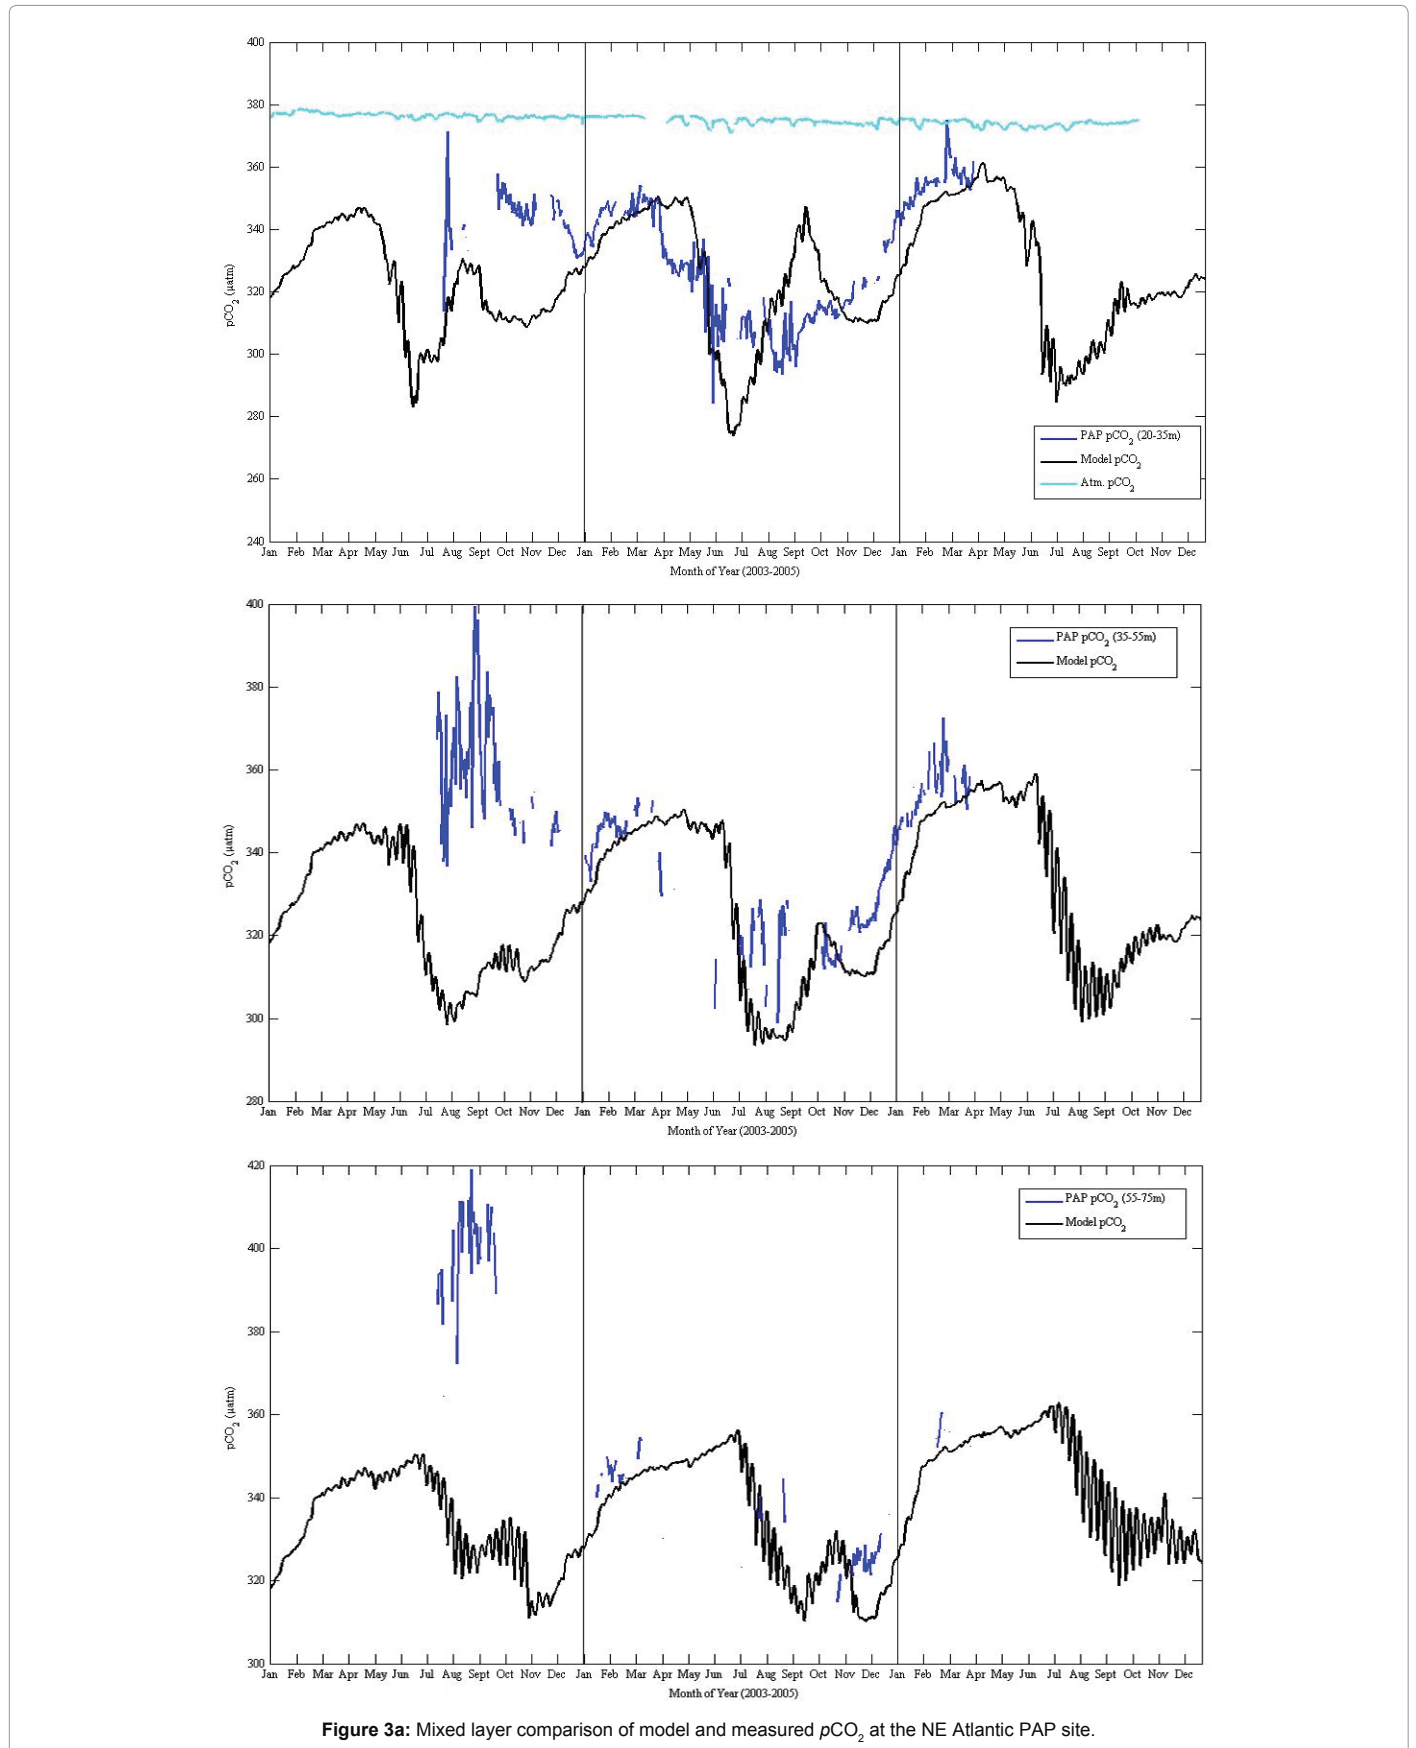 400
380
360
340
320
300
280
260
240
pCO2 (µatm)
PAP pCO2 (20-35m)
Model pCO2
Atm. pCO2
Jan Feb Mar Apr May Jun Jul Aug Sept Oct Nov Dec Jan Feb Mar Apr May Jun Jul Aug Sept Oct Nov Dec Jan Feb Mar Apr May Jun Jul Aug Sept Oct Nov Dec
Month of Year (2003-2005)
400
380
360
340
320
300
280
pCO2 (µatm)
PAP pCO2 (35-55m)
Model pCO2
Jan Feb Mar Apr May Jun Jul Aug Sept Oct Nov Dec Jan Feb Mar Apr May Jun Jul Aug Sept Oct Nov Dec Jan Feb Mar Apr May Jun Jul Aug Sept Oct Nov Dec
Month of Year (2003-2005)
420
400
380
360
340
320
300
pCO2 (µatm)
PAP pCO2 (55-75m)
Model pCO2
Jan Feb Mar Apr May Jun Jul Aug Sept Oct Nov Dec Jan Feb Mar Apr May Jun Jul Aug Sept Oct Nov Dec Jan Feb Mar Apr May Jun Jul Aug Sept Oct Nov Dec
Month of Year (2003-2005)
Figure 3a: Mixed layer comparison of model and measured pCO2 at the NE Atlantic PAP site.